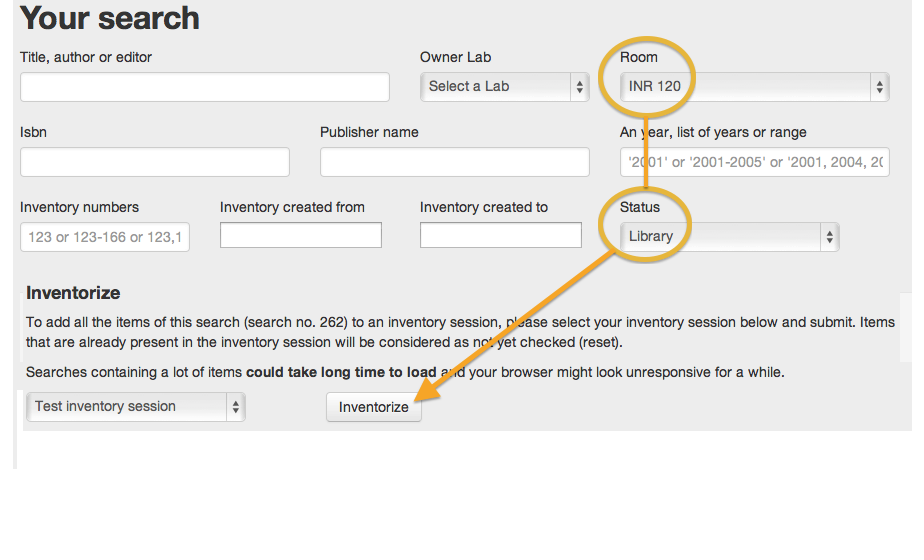 Your search
Title, author or editor
Owner Lab
Room
Select a Lab
INR 120
Isbn
Publisher name
An year, list of years or range
'2001' or '2001-2005' or '2001, 2004, 20
Inventory numbers
Inventory created from
Inventory created to
Status
123 or 123-166 or 123,1
Library
Inventorize
To add all the items of this search (search no. 262) to an inventory session, please select your inventory session below and submit. Items
that are already present in the inventory session will be considered as not yet checked (reset).
Searches containing a lot of items could take long time to load and your browser might look unresponsive for a while.
Test inventory session
Inventorize